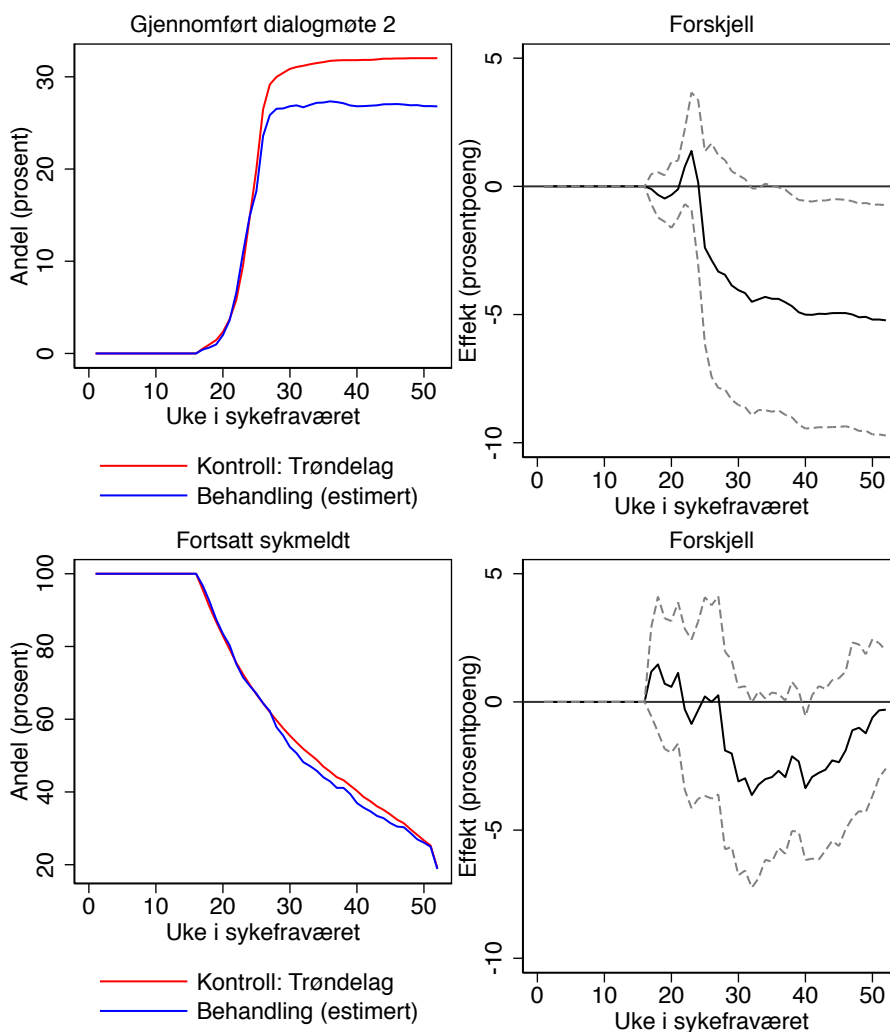 Gjennomført dialogmøte 2
Andel (prosent)
30
20
10
0
0 10 20 30 40 50
Uke i sykefraværet
Kontroll: Trøndelag
Behandling (estimert)
Forskjell
Effekt (prosentpoeng)
5
0
-5
-10
0 10 20 30 40 50
Uke i sykefraværet
Fortsatt sykmeldt
Andel (prosent)
100
80
60
40
20
0 10 20 30 40 50
Uke i sykefraværet
Kontroll: Trøndelag
Behandling (estimert)
Forskjell
Effekt (prosentpoeng)
5
0
-5
-10
0 10 20 30 40 50
Uke i sykefraværet